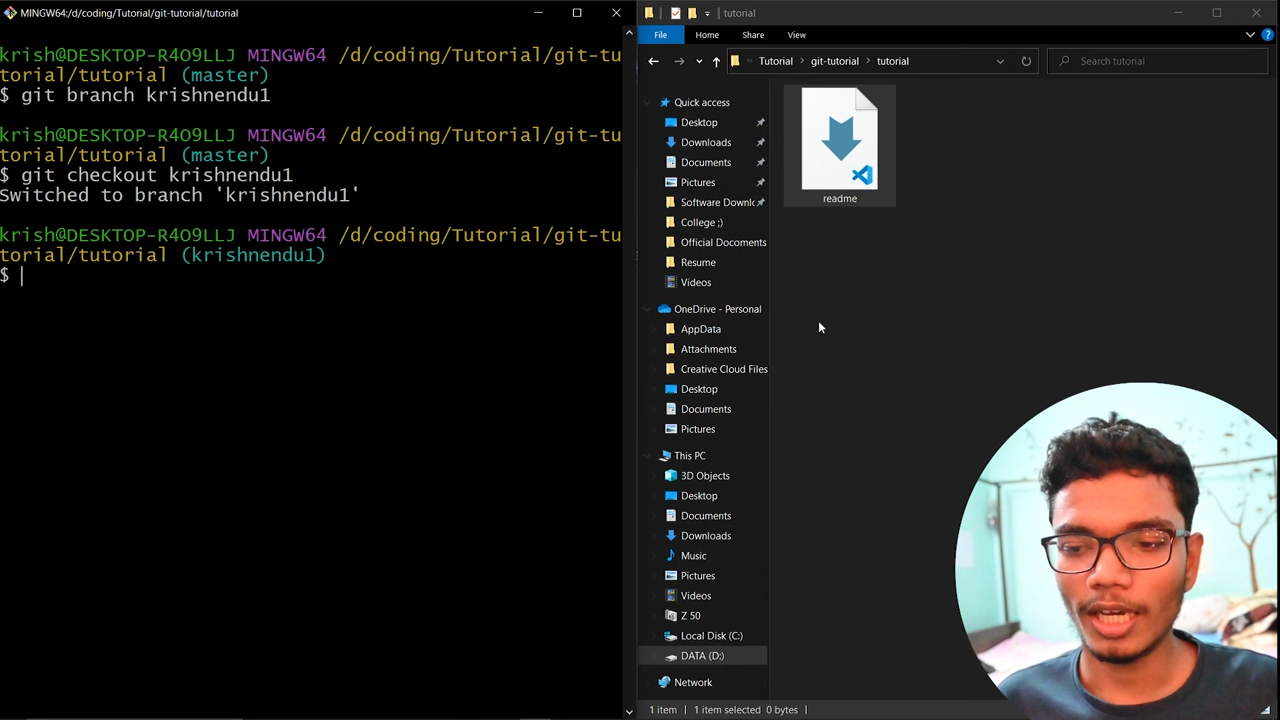 MINGW64:/d/coding/Tutorial/git-tutorial/tutorial
krish@DESKTOP-R4O9LLJ MINGW64 /d/coding/Tutorial/git-tu
torial/tutorial (master)
$ git branch krishnendu1
krish@DESKTOP-R4O9LLJ MINGW64 /d/coding/Tutorial/git-tu
torial/tutorial (master)
$ git checkout krishnendu1
Switched to branch 'krishnendu1'
krish@DESKTOP-R4O9LLJ MINGW64 /d/coding/Tutorial/git-tu
torial/tutorial (krishnendu1)
$
tutorial
File Home Share View
« Tutorial > git-tutorial > tutorial
Search tutorial
Quick access
Desktop
Downloads
Documents
Pictures
Software Downlo
College ;)
Official Docoments
Resume
Videos
OneDrive - Personal
AppData
Attachments
Creative Cloud Files
Desktop
Documents
Pictures
This PC
3D Objects
Desktop
Documents
Downloads
Music
Pictures
Videos
Z 50
Local Disk (C:)
DATA (D:)
Network
readme
1 item | 1 item selected 0 bytes |